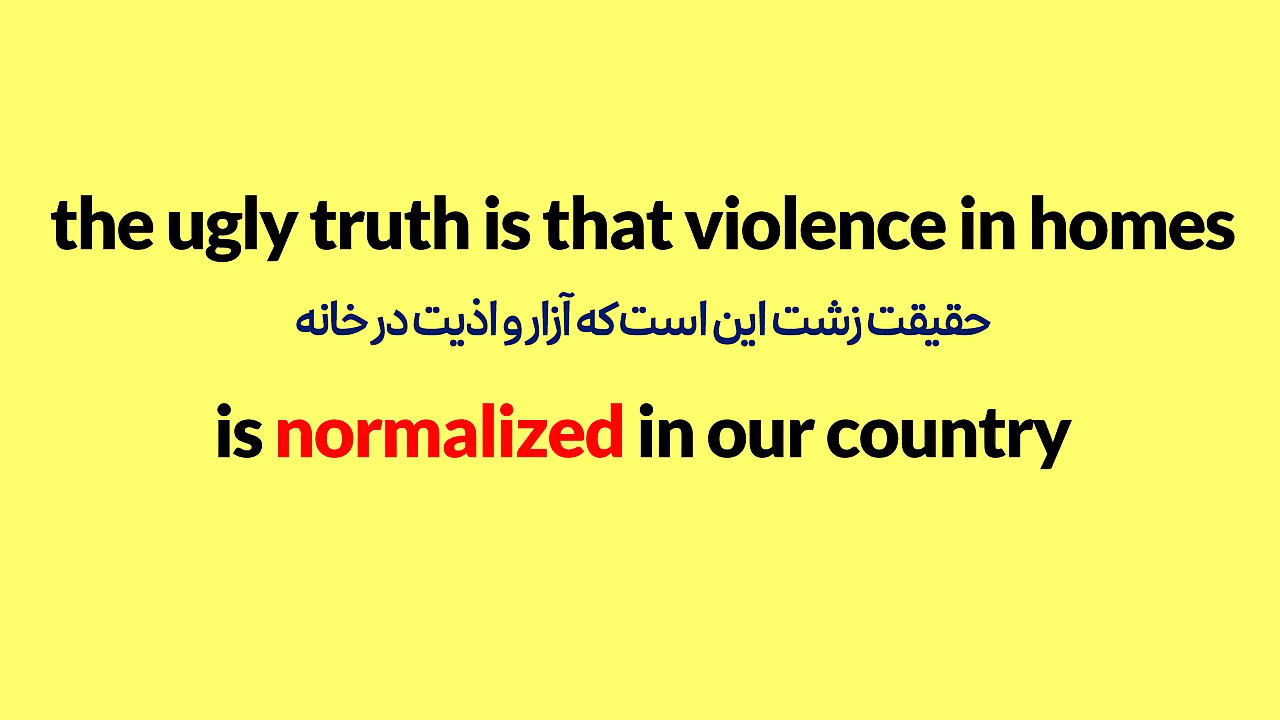 the ugly truth is that violence in homes
حقیقت زشت این است که آزار و اذیت در خانه
is normalized in our country